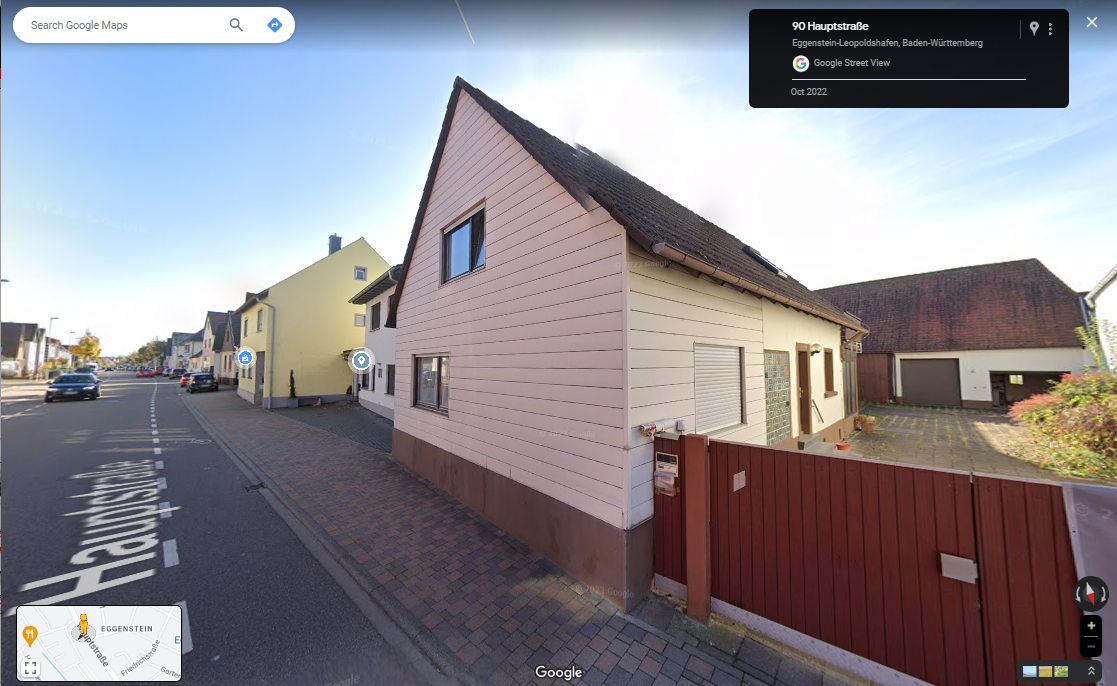 Search Google Maps
90 Hauptstraße
Eggenstein-Leopoldshafen, Baden-Württemberg
Google Street View
Oct 2022
Hauptstraße
EGGENSTEIN
Hauptstraße
Friedrichstraße
Garten
Google